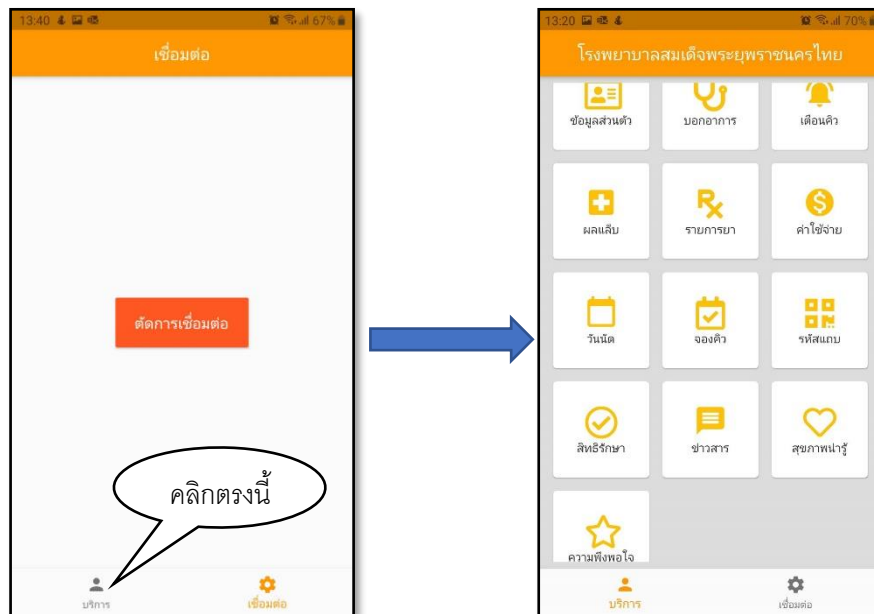 13:40
67%
เชื่อมต่อ
ตัดการเชื่อมต่อ
คลิกตรงนี้
บริการ
เชื่อมต่อ
13:20
70%
โรงพยาบาลสมเด็จพระยุพราชนครไทย
ข้อมูลส่วนตัว
บอกอาการ
เตือนคิว
ผลแล็บ
รายการยา
ค่าใช้จ่าย
วันนัด
จองคิว
รหัสแถบ
สิทธิรักษา
ข่าวสาร
สุขภาพน่ารู้
ความพึงพอใจ
บริการ
เชื่อมต่อ